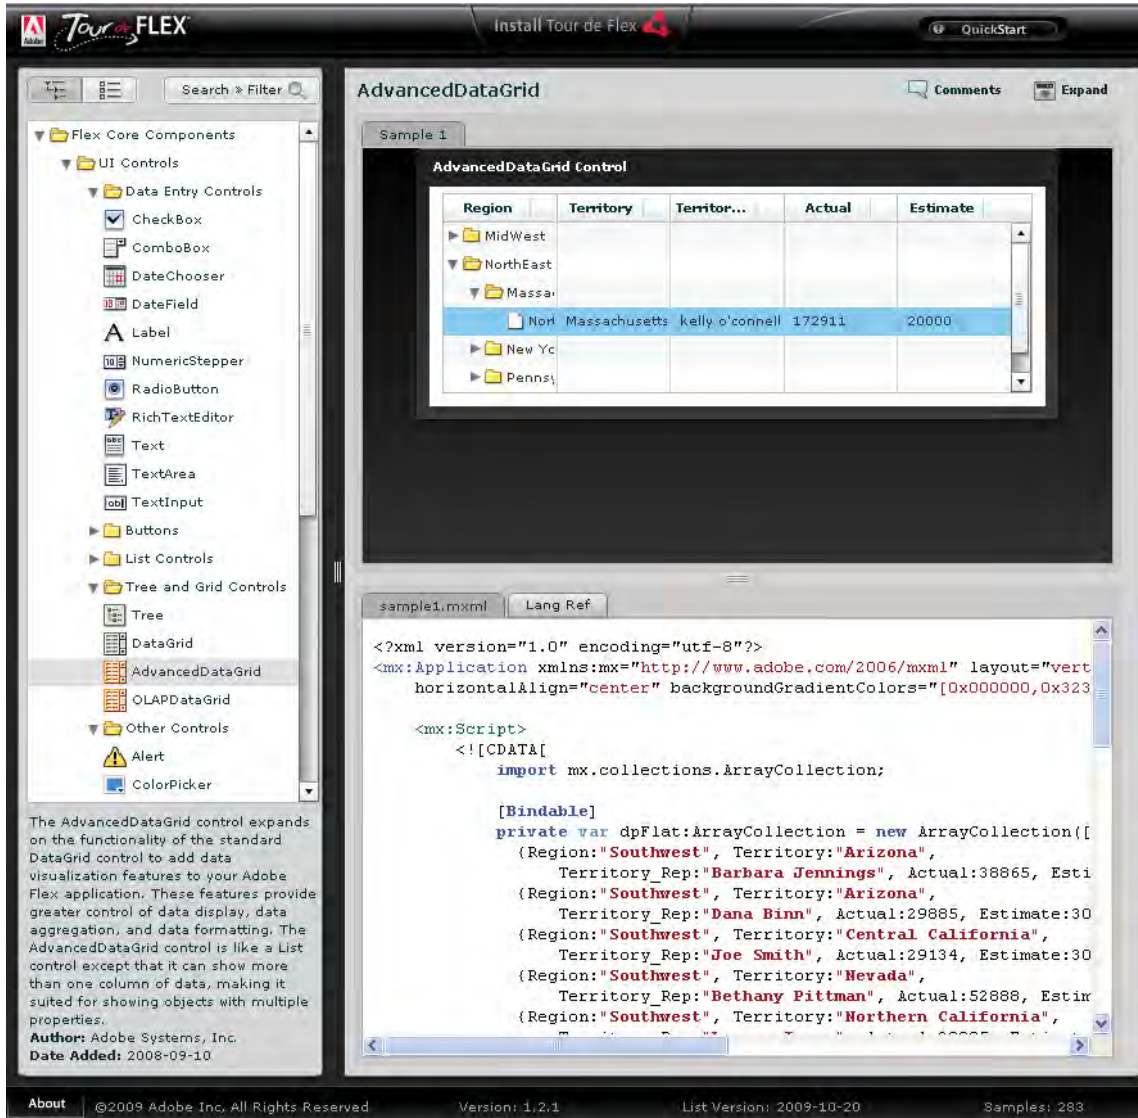 Adobe Tour de FLEX
Install Tour de Flex
QuickStart
Search » Filter
Flex Core Components
UI Controls
Data Entry Controls
CheckBox
ComboBox
DateChooser
DateField
Label
NumericStepper
RadioButton
RichTextEditor
Text
TextArea
TextInput
Buttons
List Controls
Tree and Grid Controls
Tree
DataGrid
AdvancedDataGrid
OLAPDataGrid
Other Controls
Alert
ColorPicker
The AdvancedDataGrid control expands
on the functionality of the standard
DataGrid control to add data
visualization features to your Adobe
Flex application. These features provide
greater control of data display, data
aggregation, and data formatting. The
AdvancedDataGrid control is like a List
control except that it can show more
than one column of data, making it
suited for showing objects with multiple
properties.
Author: Adobe Systems, Inc.
Date Added: 2008-09-10
AdvancedDataGrid
Comments
Expand
Sample 1
AdvancedDataGrid Control
Region Territory Territor... Actual Estimate
MidWest
NorthEast
Massa
Nort Massachusetts kelly o'connell 172911 20000
New Yc
Pennsy
sample1.mxml
Lang Ref
<?xml version="1.0" encoding="utf-8"?>
<mx:Application xmlns:mx="http://www.adobe.com/2006/mxml" layout="vert
horizontalAlign="center" backgroundGradientColors="[0x000000,0x323
<mx:Script>
<![CDATA[
import mx.collections.ArrayCollection;
[Bindable]
private var dpFlat:ArrayCollection = new ArrayCollection([
{Region:"Southwest", Territory:"Arizona",
Territory_Rep:"Barbara Jennings", Actual:38865, Esti
{Region:"Southwest", Territory:"Arizona",
Territory_Rep:"Dana Binn", Actual:29885, Estimate:30
{Region:"Southwest", Territory:"Central California",
Territory_Rep:"Joe Smith", Actual:29134, Estimate:30
{Region:"Southwest", Territory:"Nevada",
Territory_Rep:"Bethany Pittman", Actual:52888, Estim
{Region:"Southwest", Territory:"Northern California",
About
©2009 Adobe Inc, All Rights Reserved
Version: 1.2.1
List Version: 2009-10-20
Samples: 283